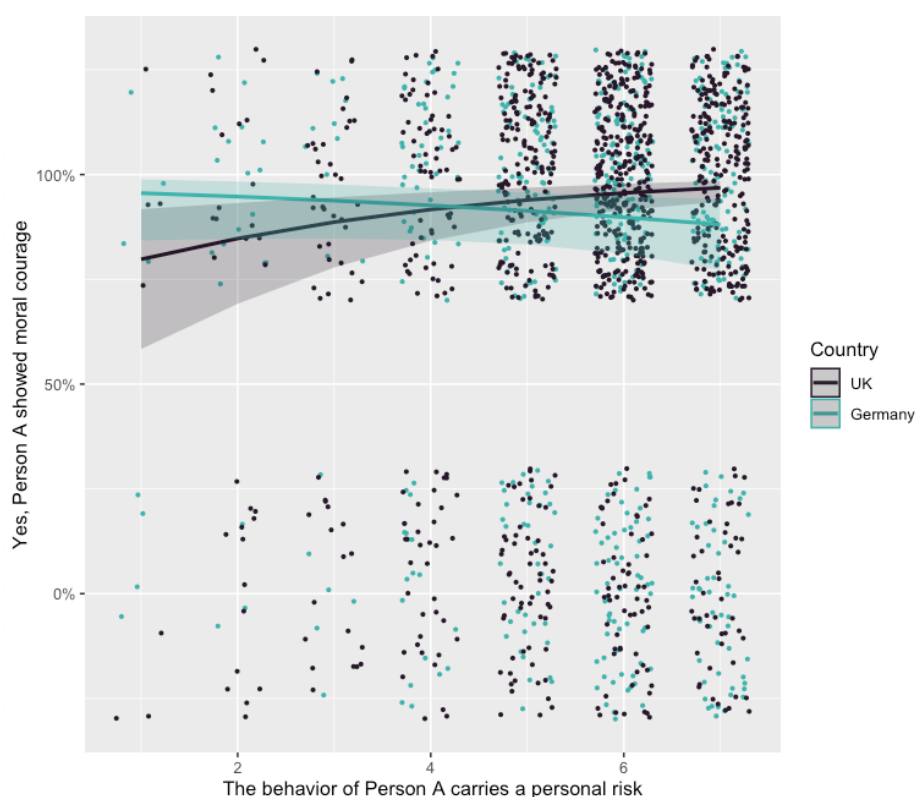 Yes, Person A showed moral courage
100%
50%
0%
2
4
6
The behavior of Person A carries a personal risk
Country
UK
Germany